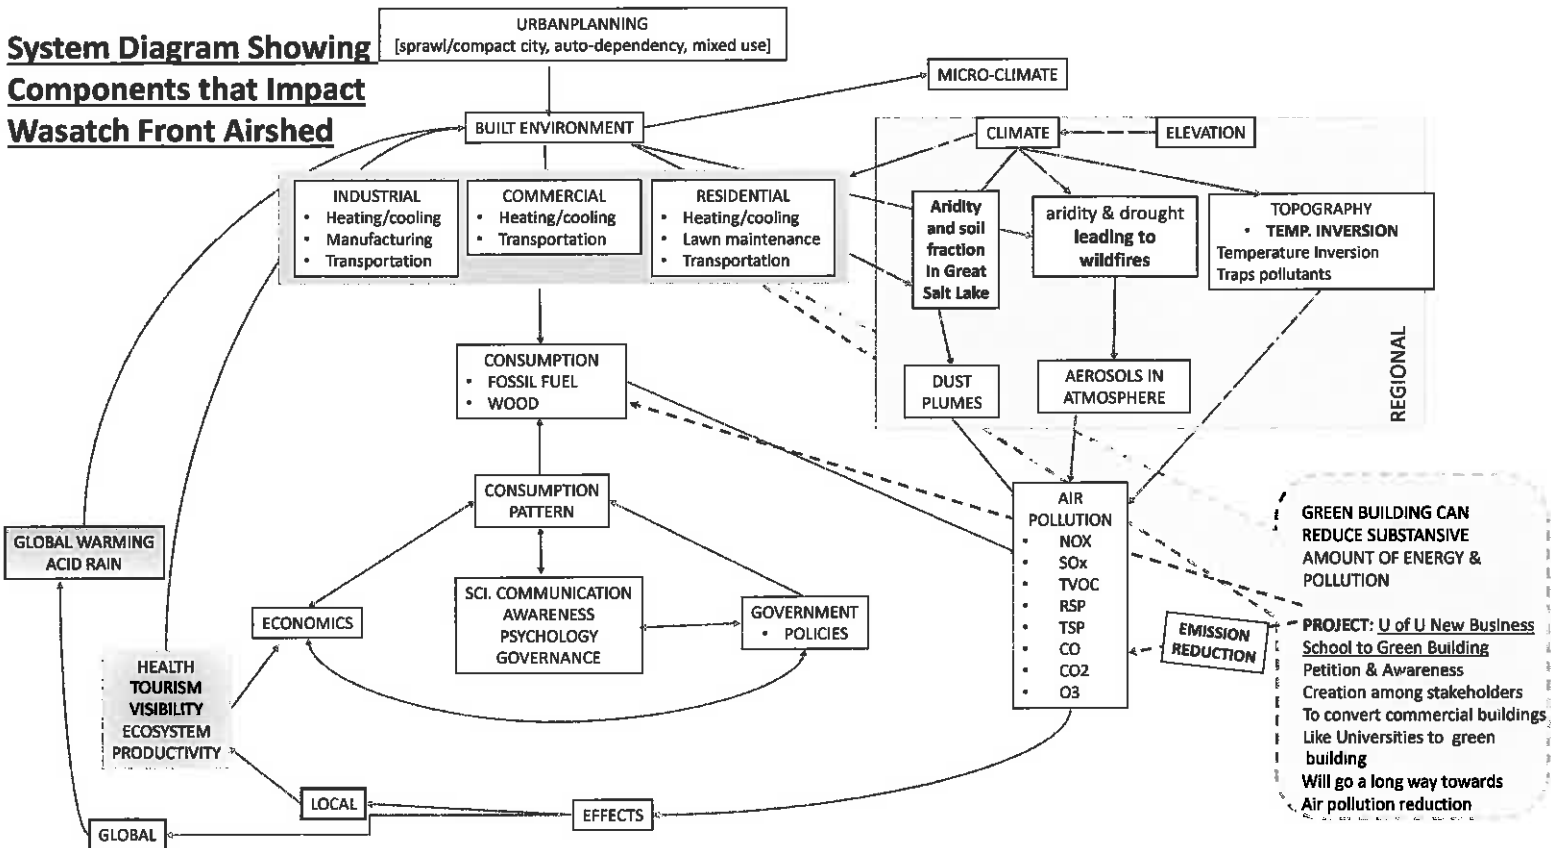 System Diagram Showing
Components that Impact
Wasatch Front Airshed
URBANPLANNING
[sprawl/compact city, auto-dependency, mixed use]
MICRO-CLIMATE
BUILT ENVIRONMENT
CLIMATE
ELEVATION
INDUSTRIAL
• Heating/cooling
• Manufacturing
• Transportation
COMMERCIAL
• Heating/cooling
• Transportation
RESIDENTIAL
• Heating/cooling
• Lawn maintenance
• Transportation
Aridity
and soil
fraction
in Great
Salt Lake
aridity & drought
leading to
wildfires
TOPOGRAPHY
• TEMP. INVERSION
Temperature Inversion
Traps pollutants
REGIONAL
CONSUMPTION
• FOSSIL FUEL
• WOOD
DUST
PLUMES
AEROSOLS IN
ATMOSPHERE
CONSUMPTION
PATTERN
AIR
POLLUTION
• NOX
• SOx
• TVOC
• RSP
• TSP
• CO
• CO2
• O3
GREEN BUILDING CAN
REDUCE SUBSTANSIVE
AMOUNT OF ENERGY &
POLLUTION
PROJECT: U of U New Business
School to Green Building
Petition & Awareness
Creation among stakeholders
To convert commercial buildings
Like Universities to green
building
Will go a long way towards
Air pollution reduction
EMISSION
REDUCTION
GLOBAL WARMING
ACID RAIN
SCI. COMMUNICATION
AWARENESS
PSYCHOLOGY
GOVERNANCE
ECONOMICS
GOVERNMENT
• POLICIES
HEALTH
TOURISM
VISIBILITY
ECOSYSTEM
PRODUCTIVITY
LOCAL
EFFECTS
GLOBAL